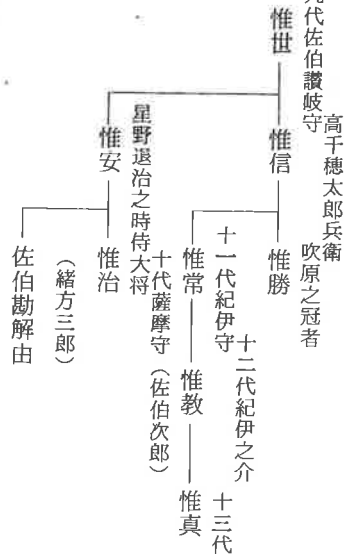 九代佐伯讃岐守
惟世
高千穂太郎兵衛
惟信
吹原之冠者
惟勝
十一代紀伊守
惟常
十二代紀伊之介
惟教
十三代
惟真
星野退治之時侍大将
惟安
十代薩摩守（佐伯次郎）
惟治
（緒方三郎）
佐伯勘解由